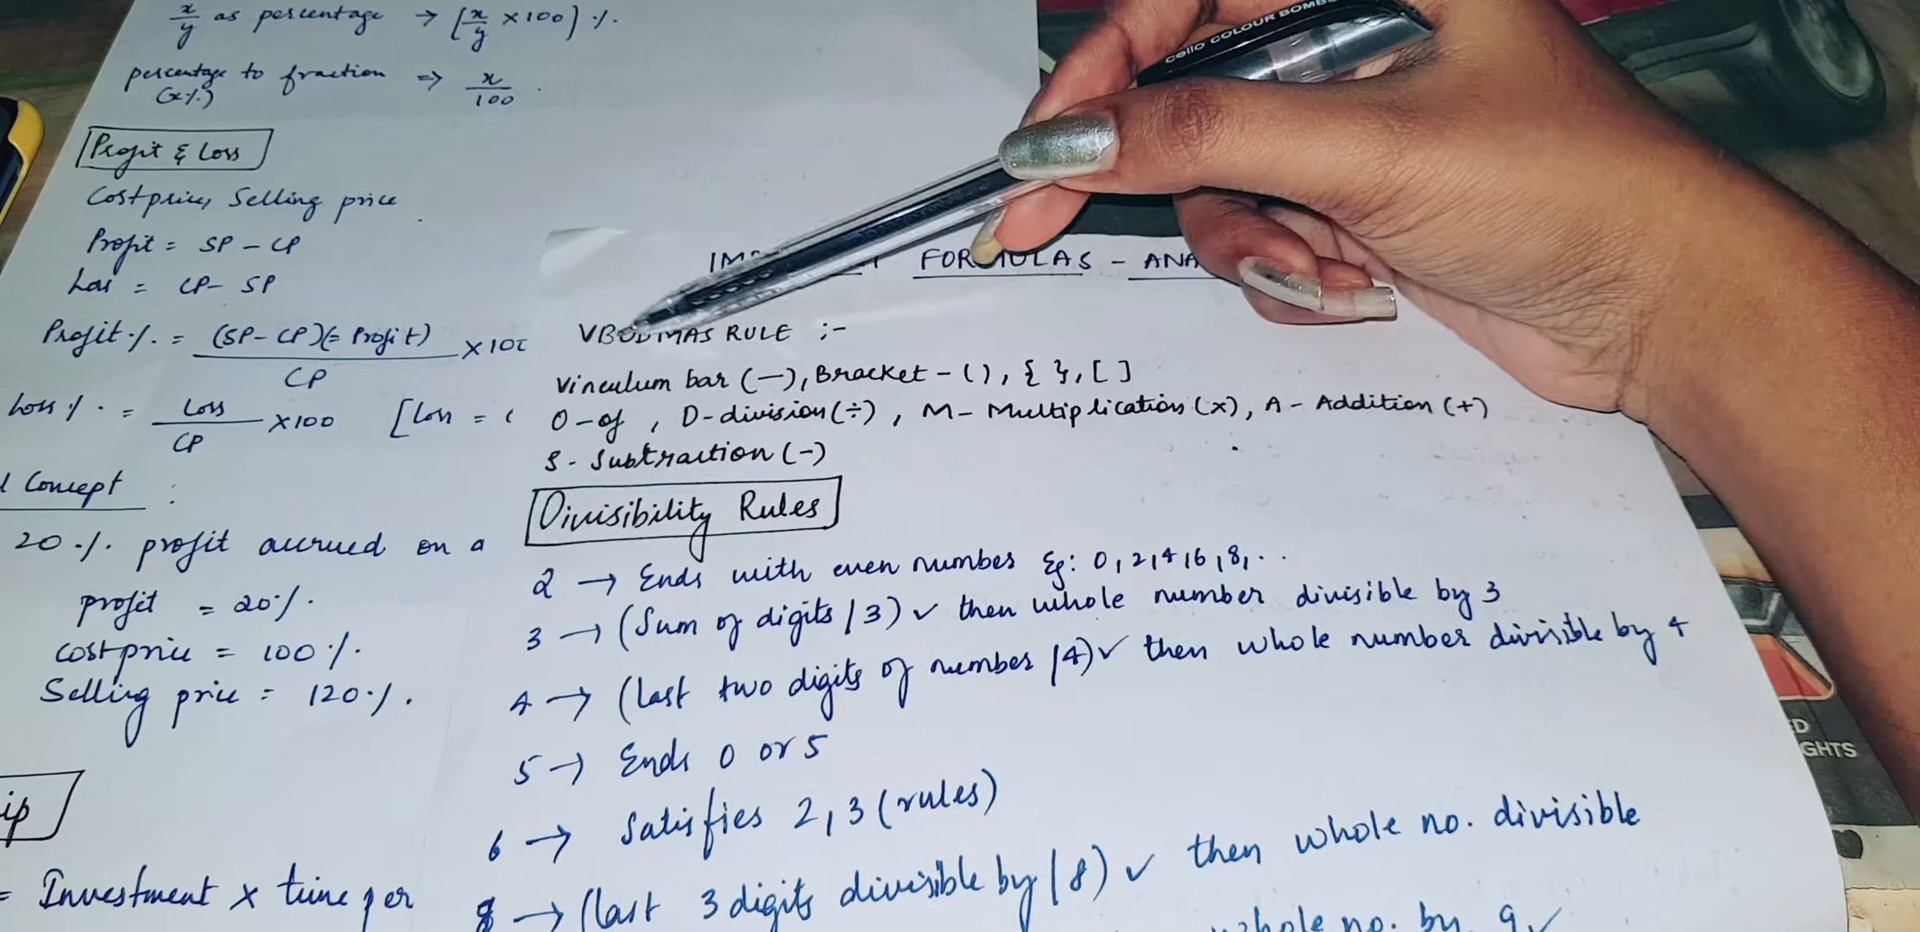 x/y as percentage → [x/y × 100] %.
percentage to fraction ⇒ x/100
(x%)
Profit & Loss
Cost price, Selling price
Profit = SP - CP
Loss = CP - SP
Profit % = (SP - CP)(= Profit) / CP × 100
Loss % = Loss / CP × 100 [Loss =
Concept :
20 % profit accrued on a
profit = 20 %.
cost price = 100 %.
Selling price = 120 %.
ip
= Investment × time per
FORMULAS - ANA
VBODMAS RULE :-
Vinculum bar (—), Bracket - ( ), { }, [ ]
O - of , D - division (÷) , M - Multiplication (x), A - Addition (+)
S - Subtraction (-)
Divisibility Rules
2 → Ends with even number Eg: 0, 2, 4, 6, 8, ..
3 → (Sum of digits / 3) ✓ then whole number divisible by 3
4 → (last two digits of number / 4) ✓ then whole number divisible by 4
5 → Ends 0 or 5
6 → Satisfies 2, 3 (rules)
8 → (last 3 digits divisible by / 8) ✓ then whole no. divisible
whole no. by 9 ✓
cello COLOUR BOMB
GHTS